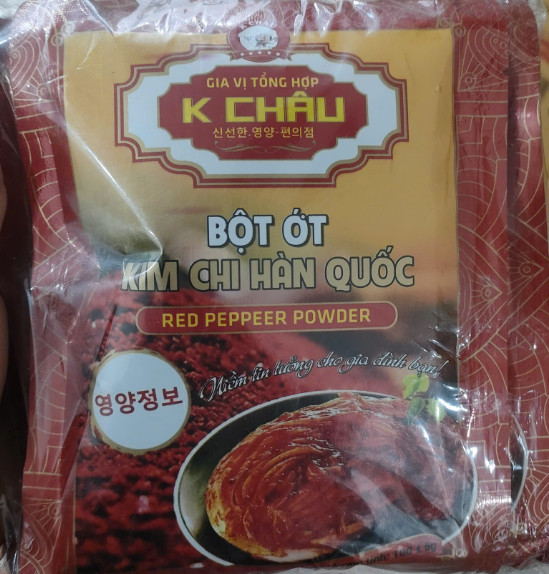 GIA VỊ TỔNG HỢP
K CHÂU
신선한·영양·편의점
BỘT ỚT
KIM CHI HÀN QUỐC
RED PEPPEER POWDER
Niềm tin tưởng cho gia đình bạn!
영양정보